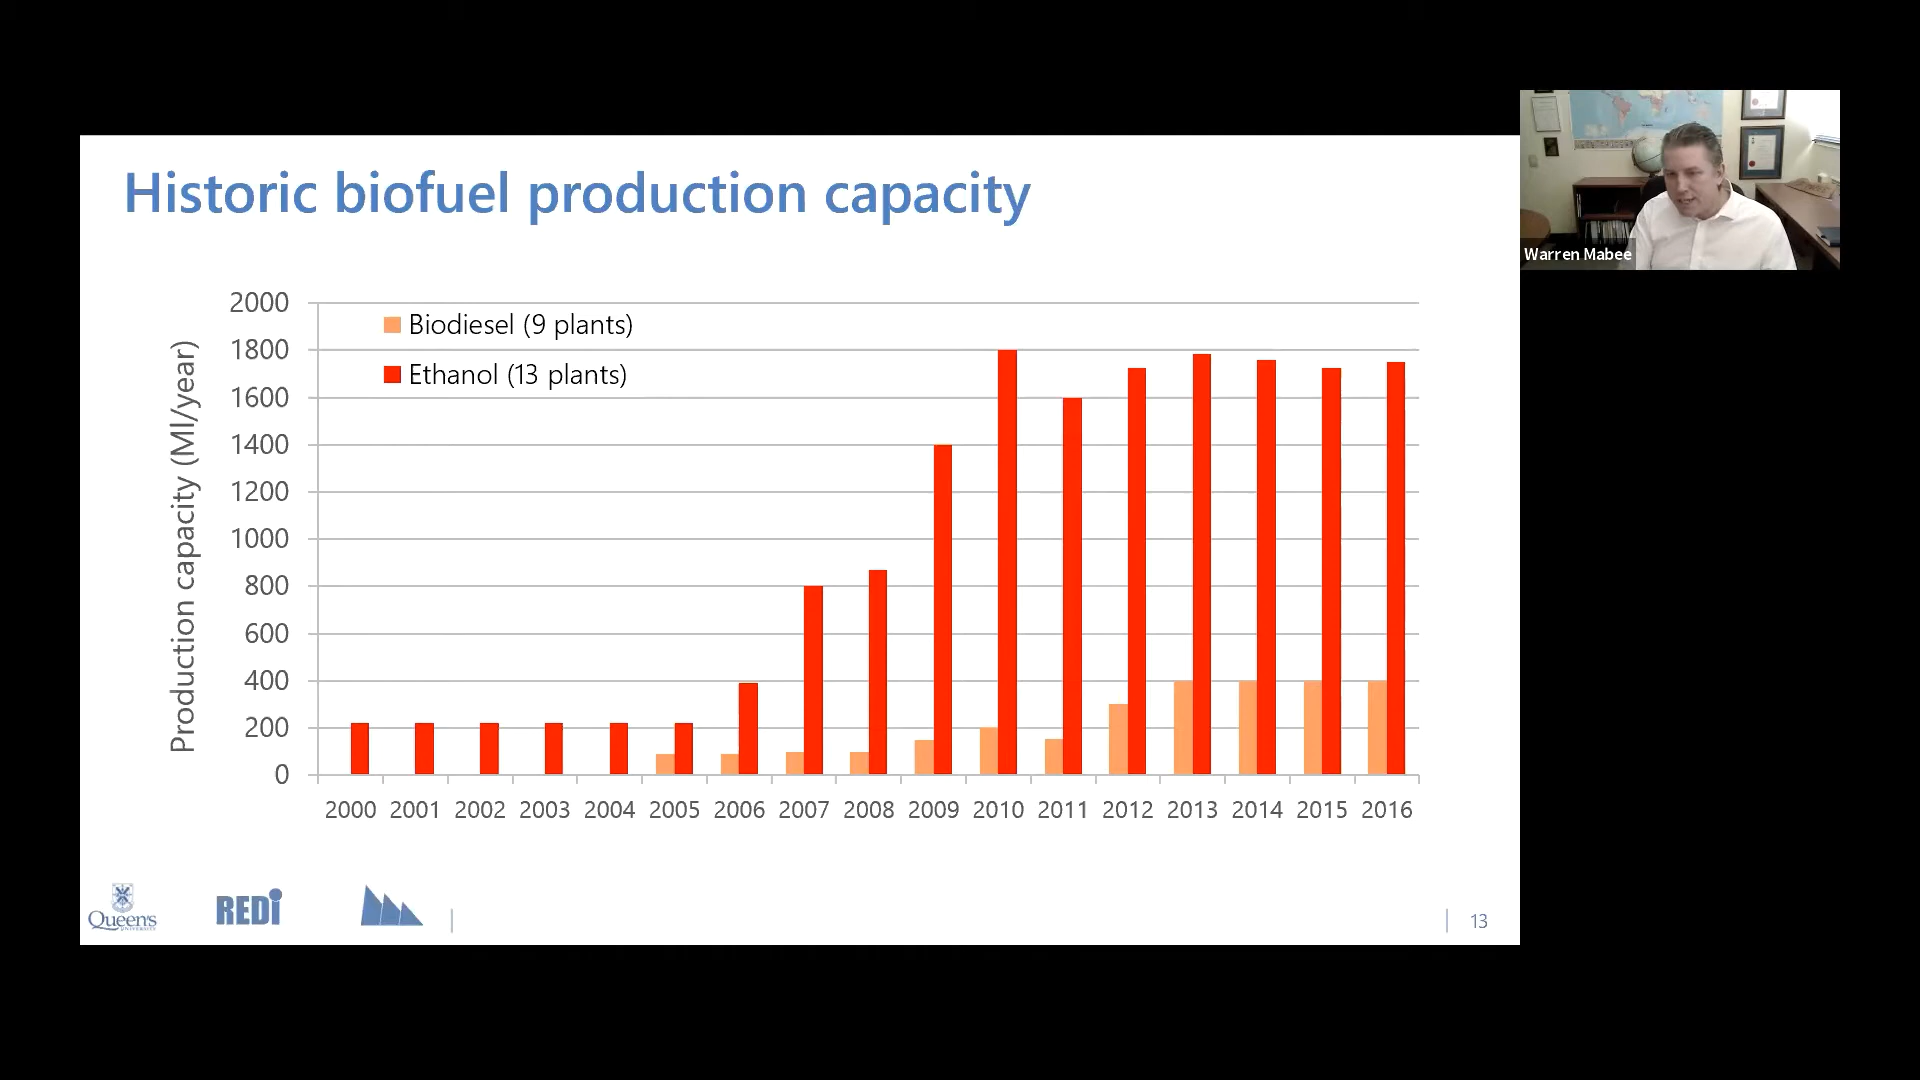 Historic biofuel production capacity
Warren Mabee
Production capacity (Ml/year)
2000
1800
1600
1400
1200
1000
800
600
400
200
0
Biodiesel (9 plants)
Ethanol (13 plants)
2000 2001 2002 2003 2004 2005 2006 2007 2008 2009 2010 2011 2012 2013 2014 2015 2016
Queen's
UNIVERSITY
REDi
13